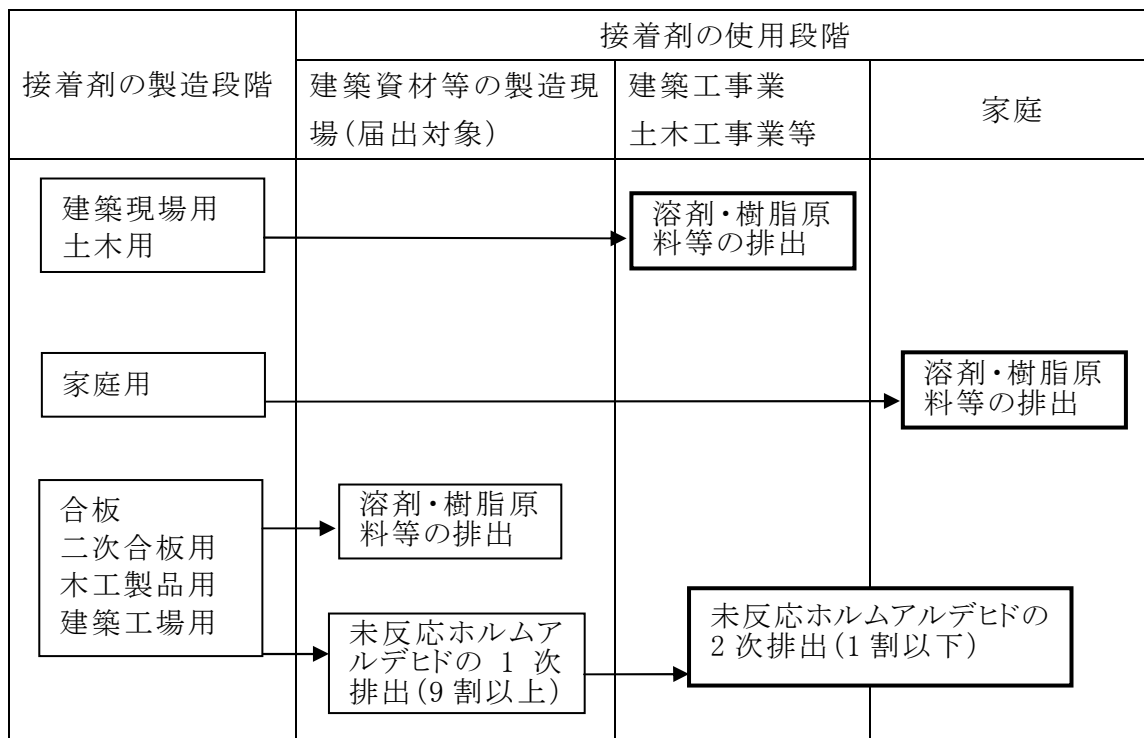 接着剤の製造段階
接着剤の使用段階
建築資材等の製造現
場(届出対象)
建築工事業
土木工事業等
家庭
建築現場用
土木用
溶剤・樹脂原
料等の排出
家庭用
溶剤・樹脂原
料等の排出
合板
二次合板用
木工製品用
建築工場用
溶剤・樹脂原
料等の排出
未反応ホルムア
ルデヒドの 1 次
排出(9 割以上)
未反応ホルムアルデヒドの
2 次排出(1 割以下)